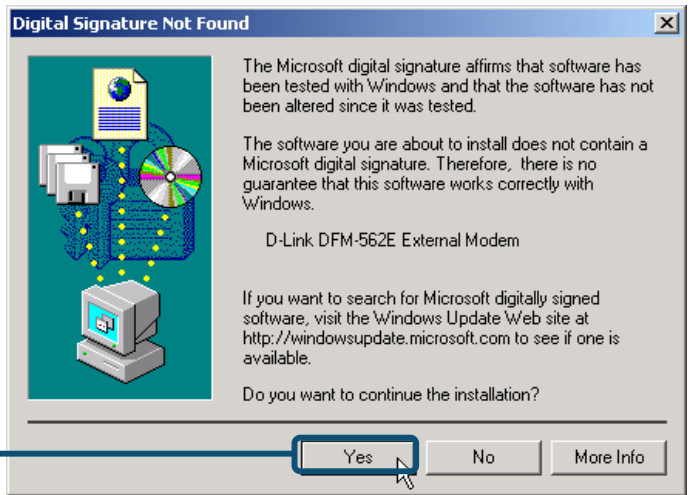 Digital Signature Not Found
The Microsoft digital signature affirms that software has
been tested with Windows and that the software has not
been altered since it was tested.
The software you are about to install does not contain a
Microsoft digital signature. Therefore, there is no
guarantee that this software works correctly with
Windows.
D-Link DFM-562E External Modem
If you want to search for Microsoft digitally signed
software, visit the Windows Update Web site at
http://windowsupdate.microsoft.com to see if one is
available.
Do you want to continue the installation?
Yes No More Info